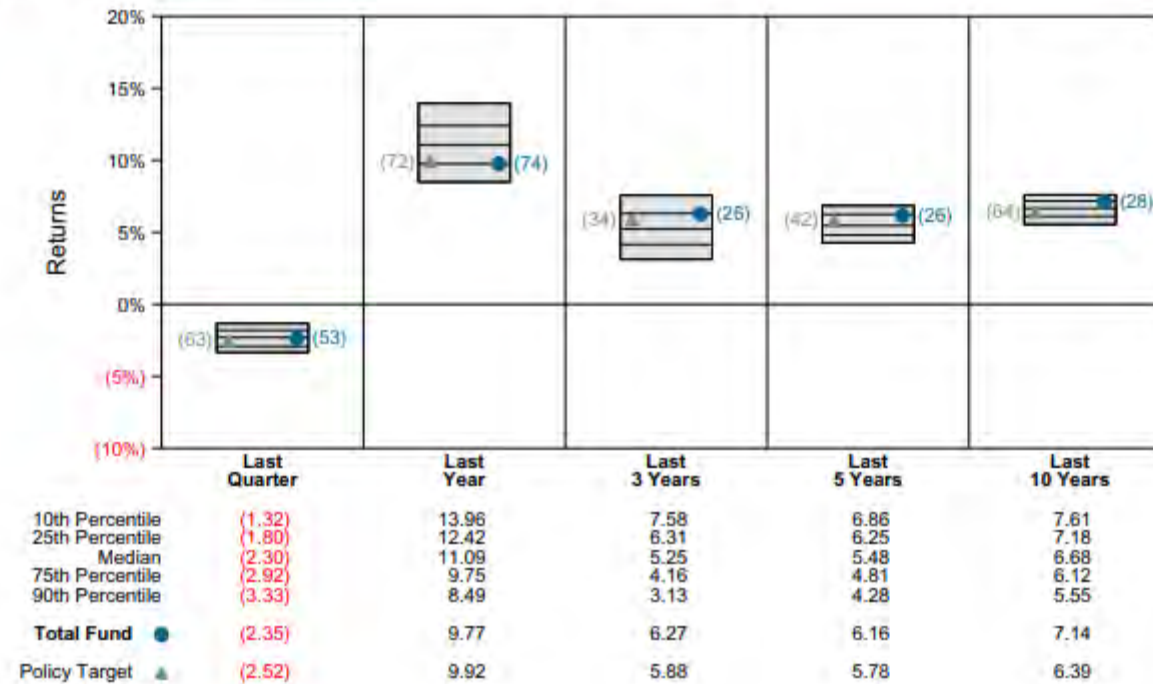 20%
15%
10%
5%
0%
(5%)
(10%)
Returns
(63) (53)
(72) (74)
(34) (26)
(42) (26)
(64) (28)
Last Quarter Last Year Last 3 Years Last 5 Years Last 10 Years
10th Percentile (1.32) 13.96 7.58 6.86 7.61
25th Percentile (1.80) 12.42 6.31 6.25 7.18
Median (2.30) 11.09 5.25 5.48 6.68
75th Percentile (2.92) 9.75 4.16 4.81 6.12
90th Percentile (3.33) 8.49 3.13 4.28 5.55
Total Fund (2.35) 9.77 6.27 6.16 7.14
Policy Target (2.52) 9.92 5.88 5.78 6.39